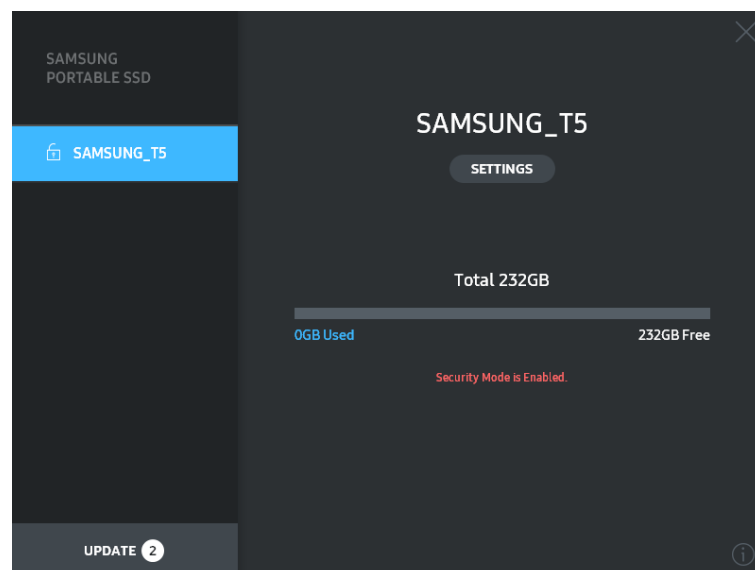 SAMSUNG
PORTABLE SSD
SAMSUNG_T5
SAMSUNG_T5
SETTINGS
Total 232GB
0GB Used
232GB Free
Security Mode is Enabled.
UPDATE 2